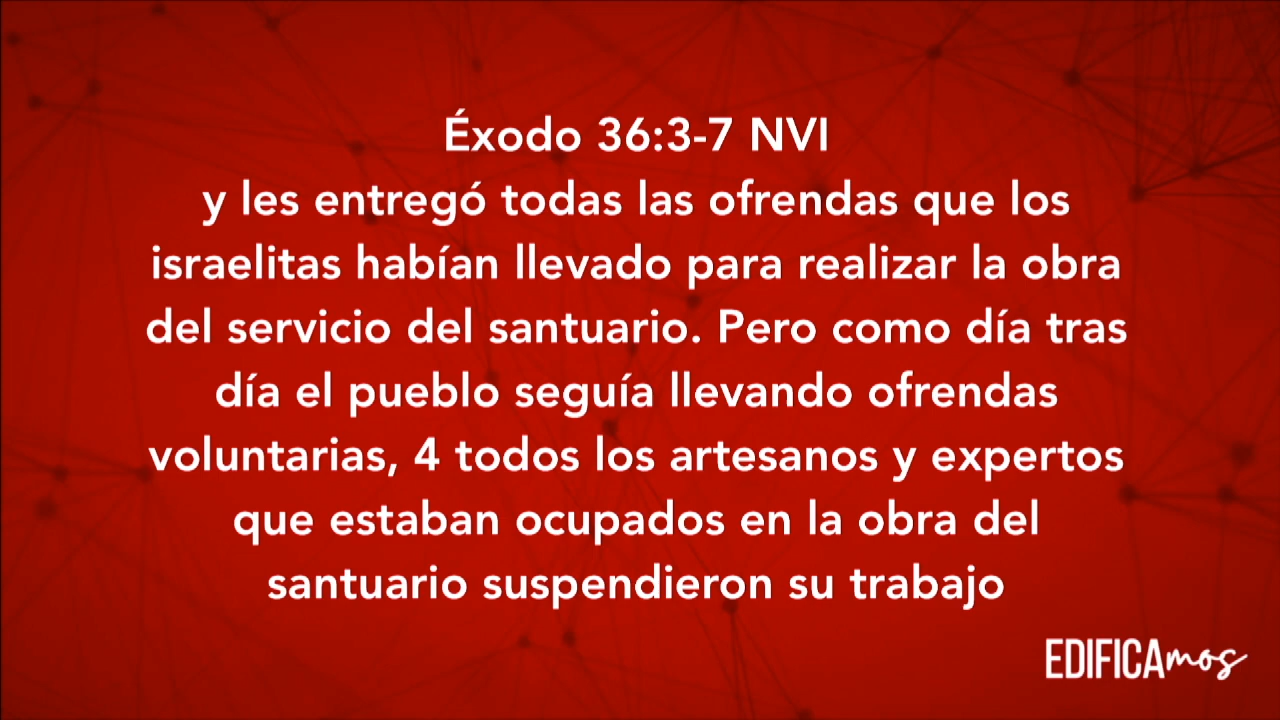 Éxodo 36:3-7 NVI
y les entregó todas las ofrendas que los
israelitas habían llevado para realizar la obra
del servicio del santuario. Pero como día tras
día el pueblo seguía llevando ofrendas
voluntarias, 4 todos los artesanos y expertos
que estaban ocupados en la obra del
santuario suspendieron su trabajo
EDIFICAmos